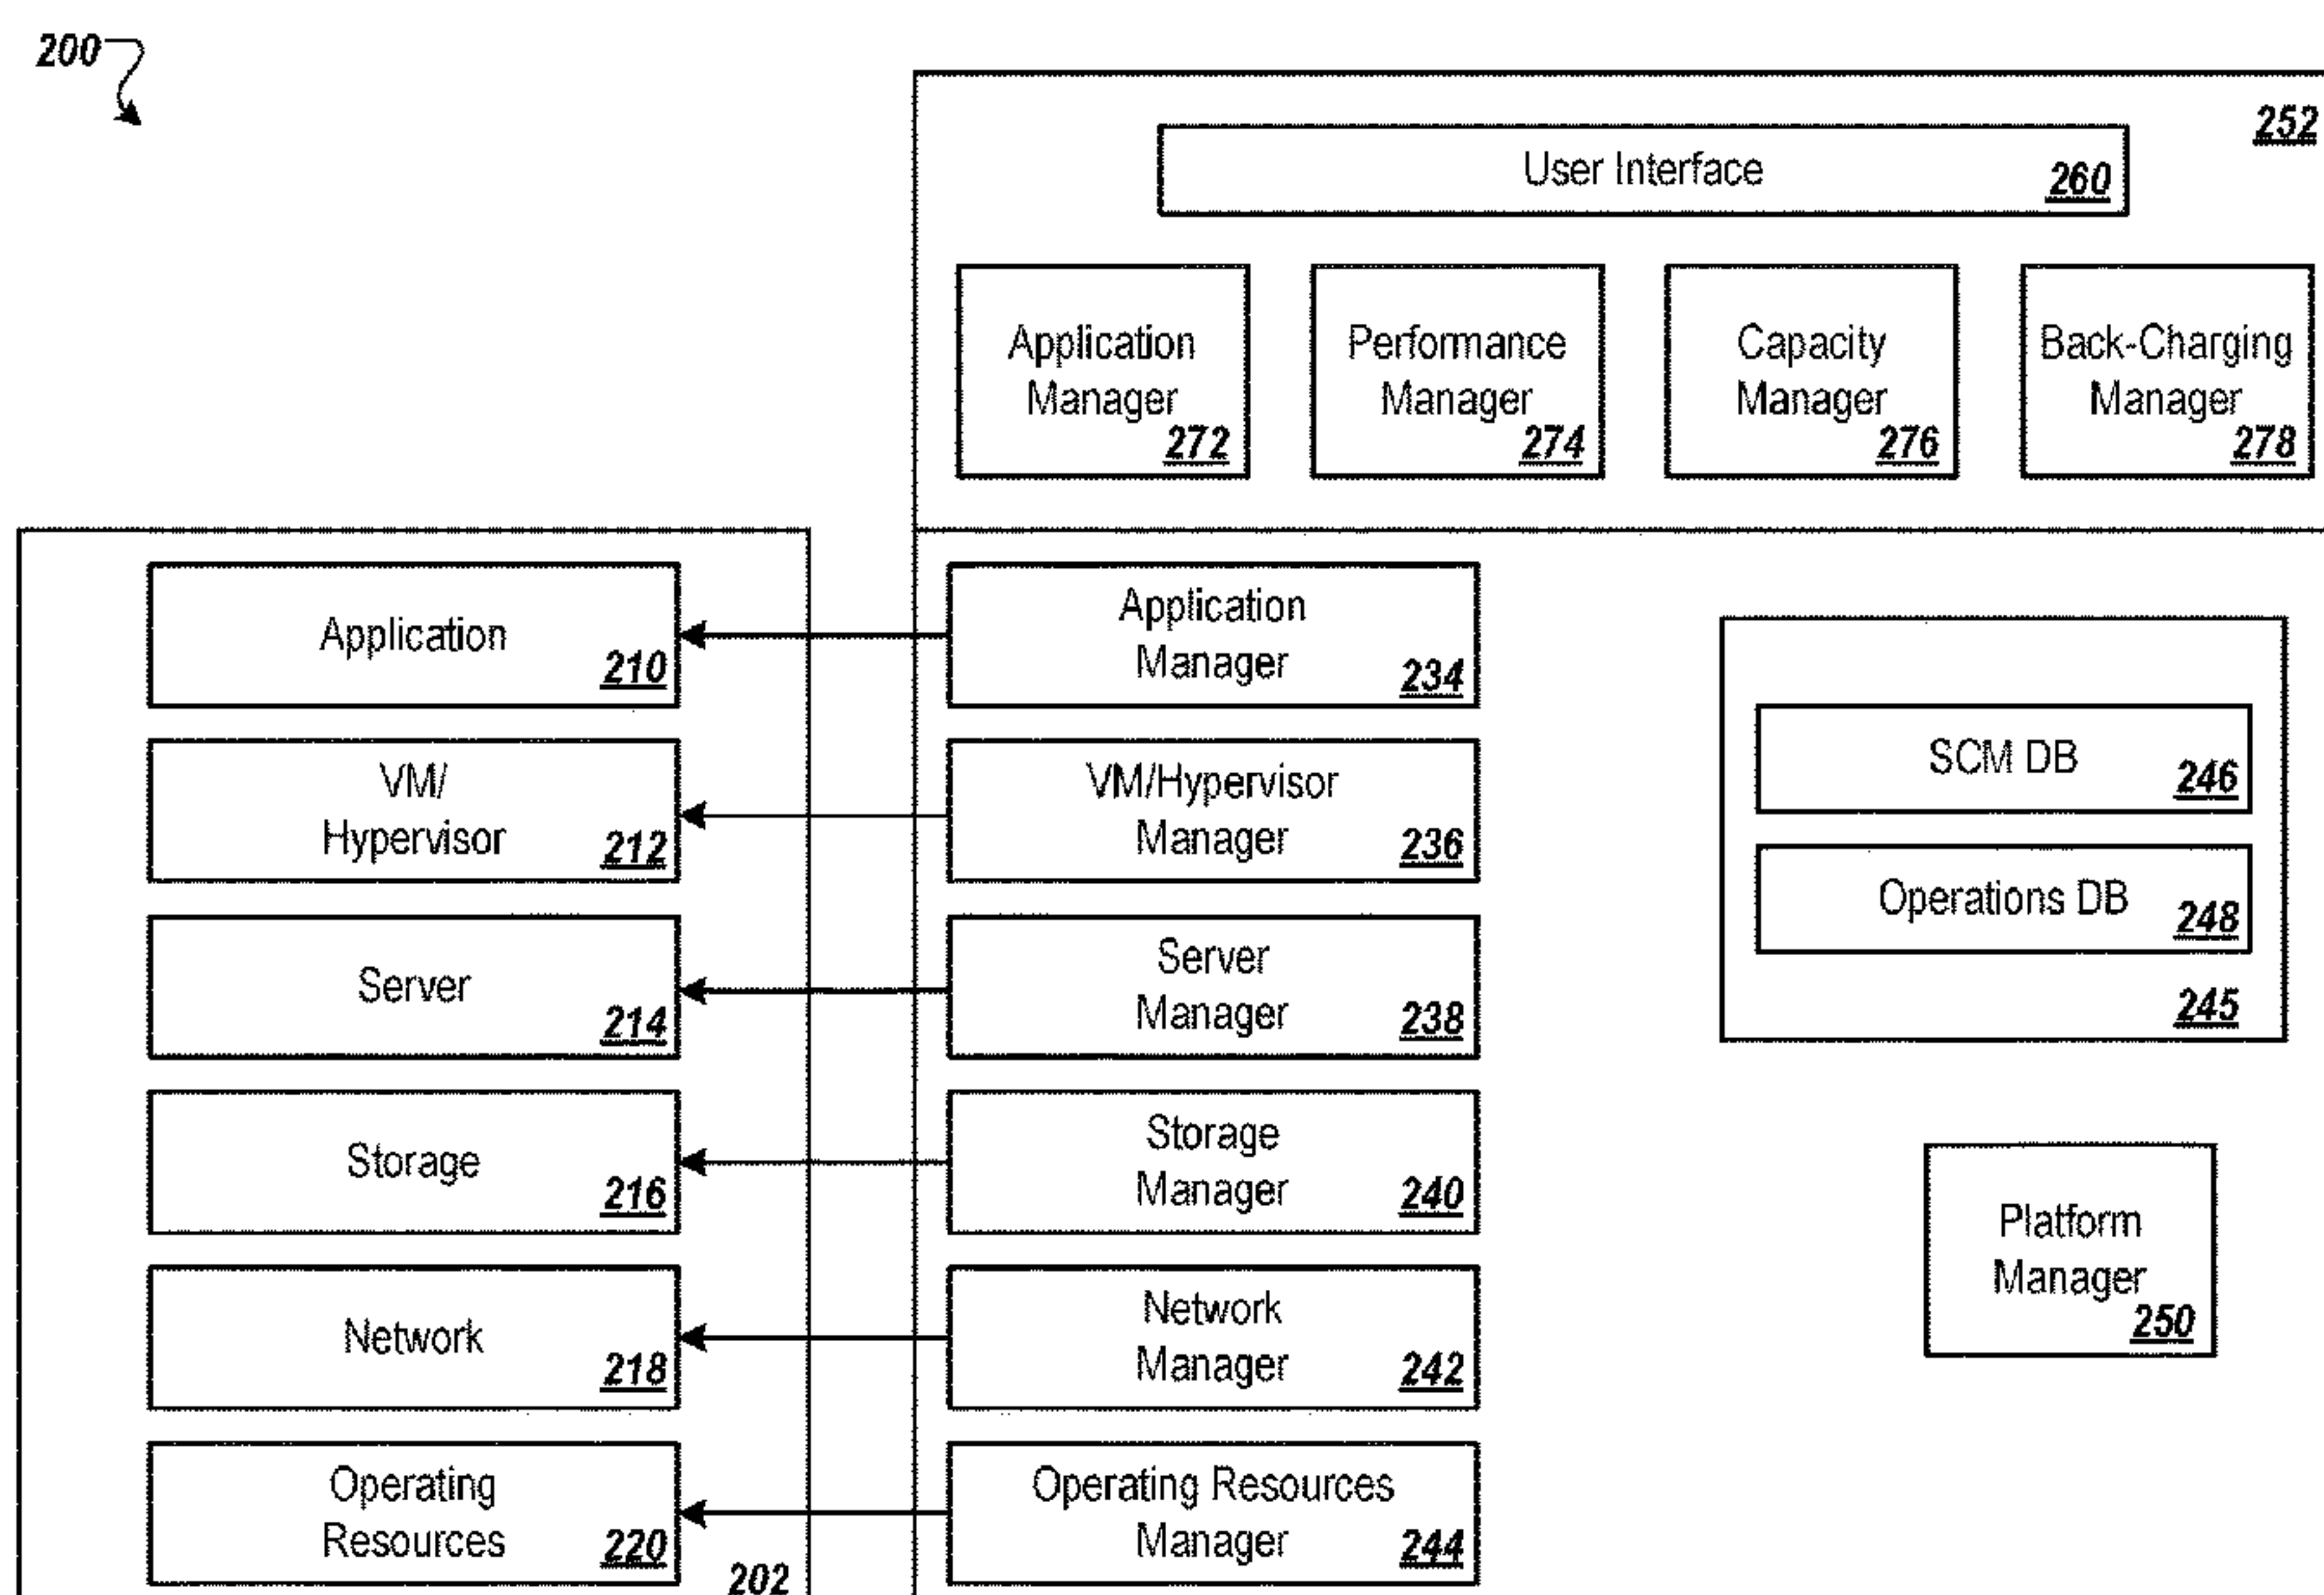 200
252
User Interface
260
Application
Manager
272
Performance
Manager
274
Capacity
Manager
276
Back-Charging
Manager
278
Application
210
VM/
Hypervisor
212
Server
214
Storage
216
Network
218
Operating
Resources
220
202
Application
Manager
234
VM/Hypervisor
Manager
236
Server
Manager
238
Storage
Manager
240
Network
Manager
242
Operating Resources
Manager
244
SCM DB
246
Operations DB
248
245
Platform
Manager
250